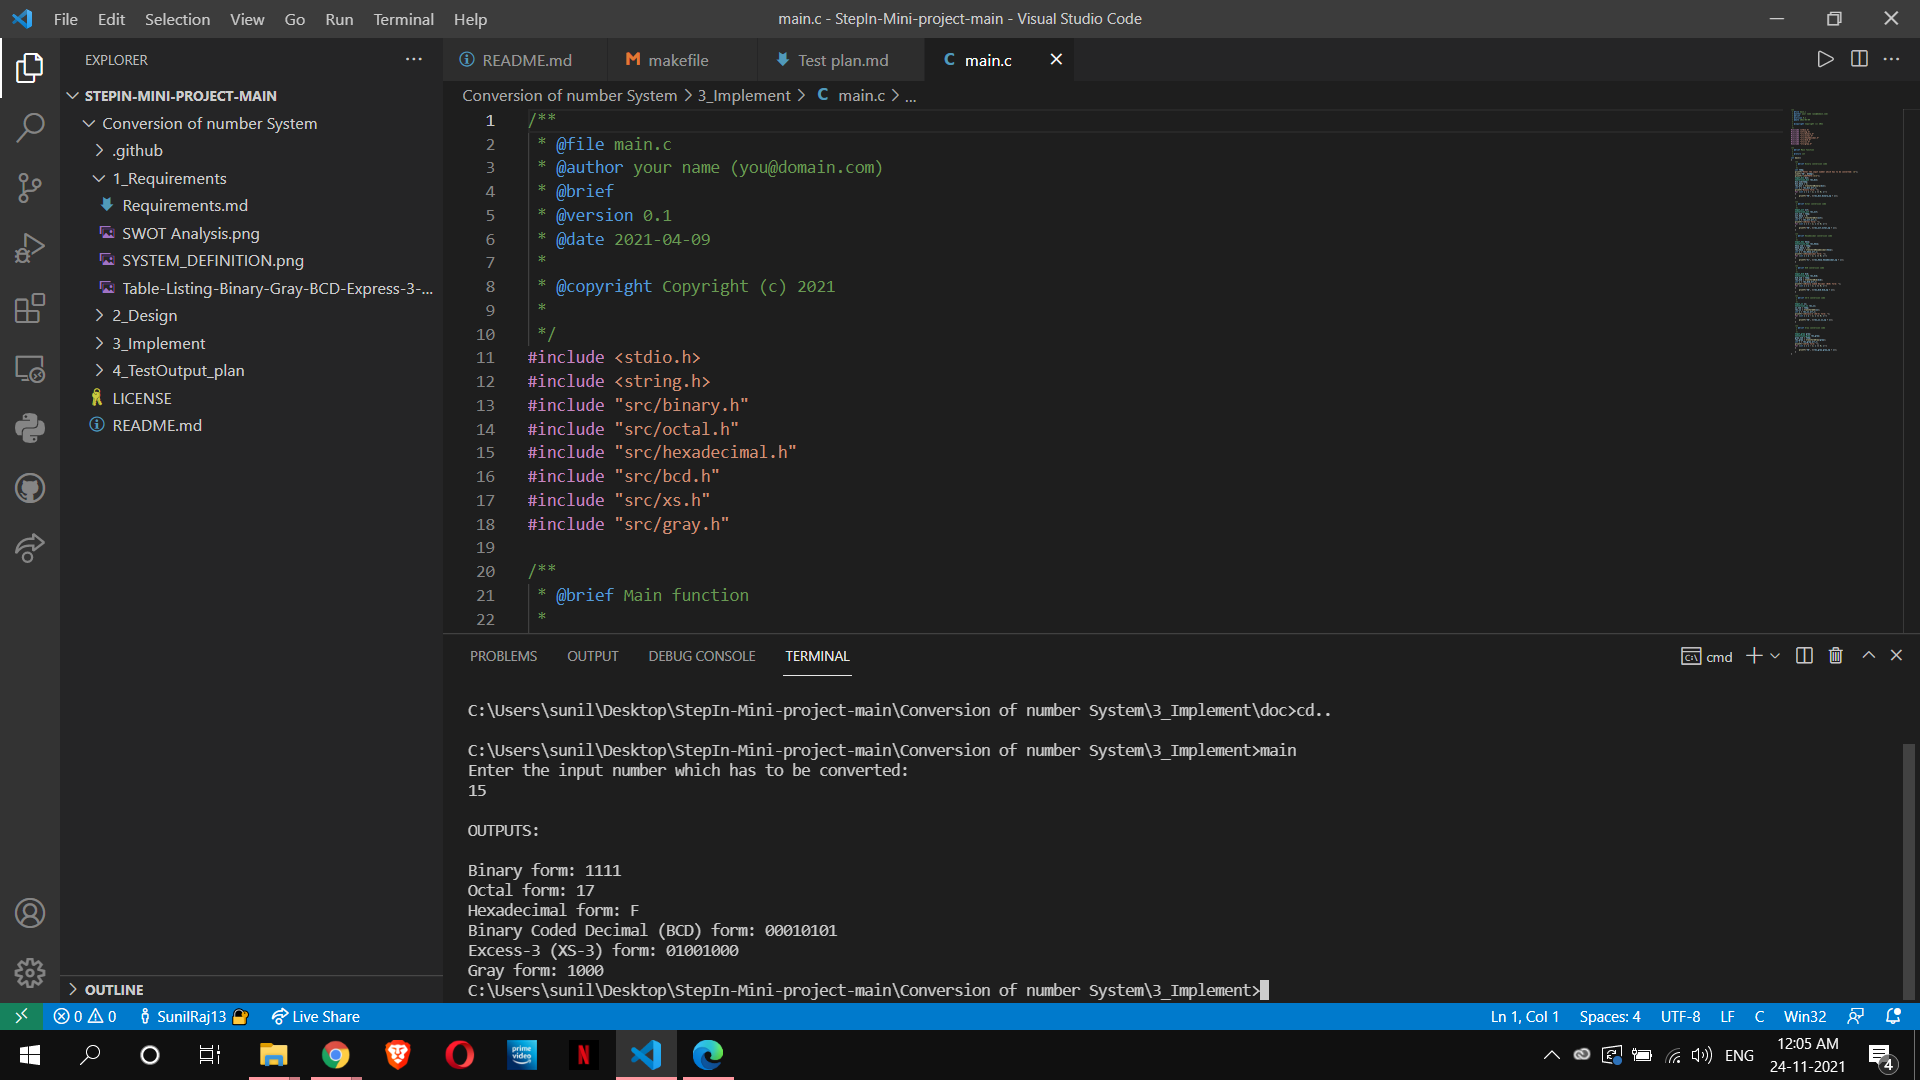 File Edit Selection View Go Run Terminal Help
main.c - StepIn-Mini-project-main - Visual Studio Code
EXPLORER
STEPIN-MINI-PROJECT-MAIN
Conversion of number System
.github
1_Requirements
Requirements.md
SWOT Analysis.png
SYSTEM_DEFINITION.png
Table-Listing-Binary-Gray-BCD-Express-3-...
2_Design
3_Implement
4_TestOutput_plan
LICENSE
README.md
OUTLINE
README.md
makefile
Test plan.md
C main.c
Conversion of number System > 3_Implement > C main.c > ...
1 /**
2 * @file main.c
3 * @author your name (you@domain.com)
4 * @brief
5 * @version 0.1
6 * @date 2021-04-09
7 *
8 * @copyright Copyright (c) 2021
9 *
10 */
11 #include <stdio.h>
12 #include <string.h>
13 #include "src/binary.h"
14 #include "src/octal.h"
15 #include "src/hexadecimal.h"
16 #include "src/bcd.h"
17 #include "src/xs.h"
18 #include "src/gray.h"
19
20 /**
21 * @brief Main function
22 *
PROBLEMS OUTPUT DEBUG CONSOLE TERMINAL
cmd
C:\Users\sunil\Desktop\StepIn-Mini-project-main\Conversion of number System\3_Implement\doc>cd..
C:\Users\sunil\Desktop\StepIn-Mini-project-main\Conversion of number System\3_Implement>main
Enter the input number which has to be converted:
15
OUTPUTS:
Binary form: 1111
Octal form: 17
Hexadecimal form: F
Binary Coded Decimal (BCD) form: 00010101
Excess-3 (XS-3) form: 01001000
Gray form: 1000
C:\Users\sunil\Desktop\StepIn-Mini-project-main\Conversion of number System\3_Implement>
0 0 SunilRaj13 Live Share
Ln 1, Col 1 Spaces: 4 UTF-8 LF C Win32
prime video
N
ENG
12:05 AM
24-11-2021
4